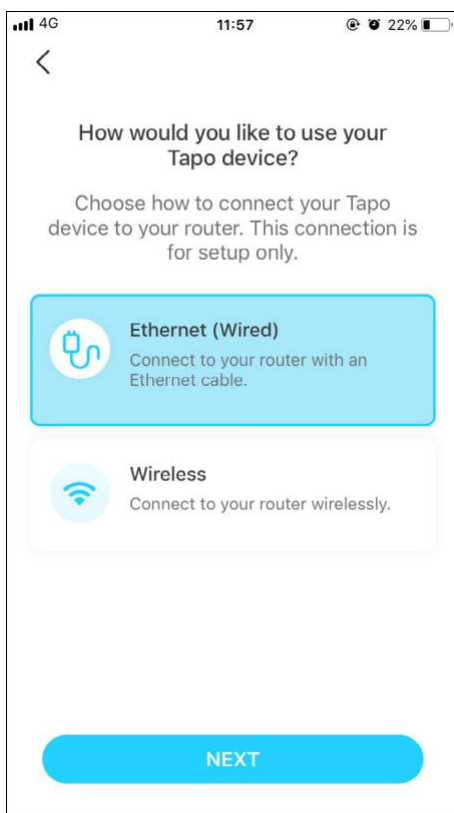 4G 11:57 22%
How would you like to use your
Tapo device?
Choose how to connect your Tapo
device to your router. This connection is
for setup only.
Ethernet (Wired)
Connect to your router with an
Ethernet cable.
Wireless
Connect to your router wirelessly.
NEXT